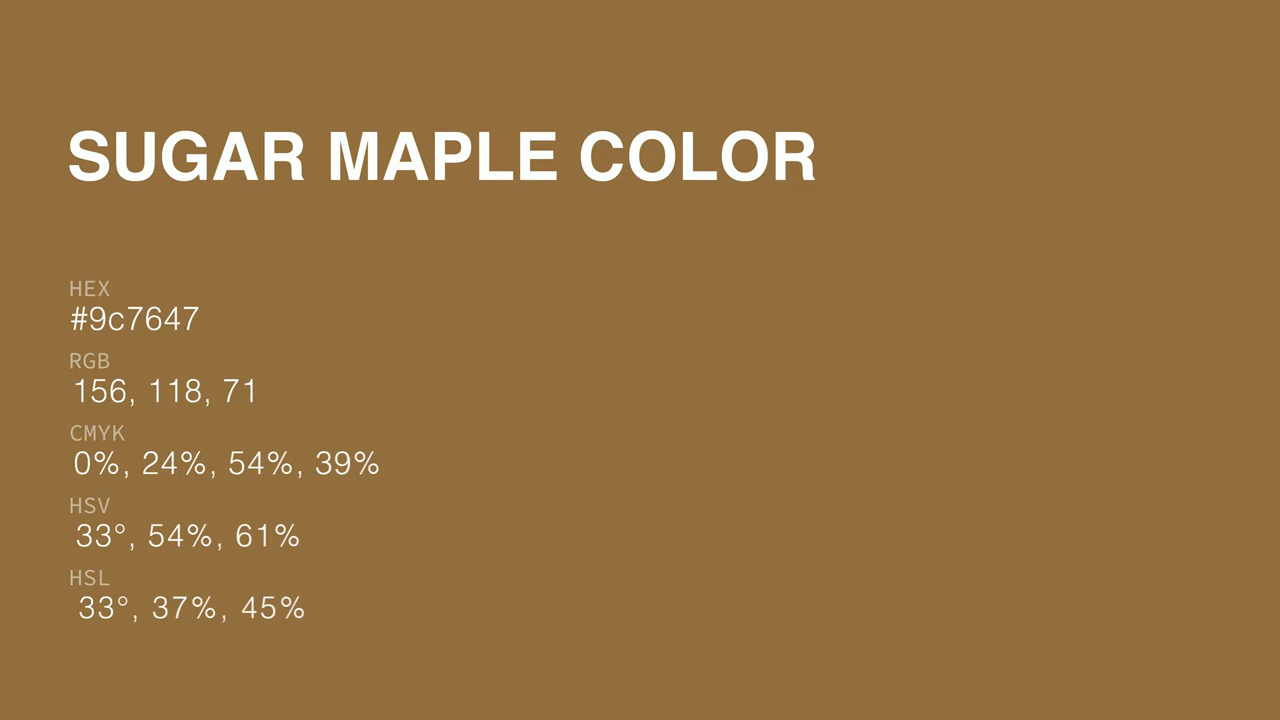 SUGAR MAPLE COLOR
HEX
#9c7647
RGB
156, 118, 71
CMYK
0%, 24%, 54%, 39%
HSV
33°, 54%, 61%
HSL
33°, 37%, 45%